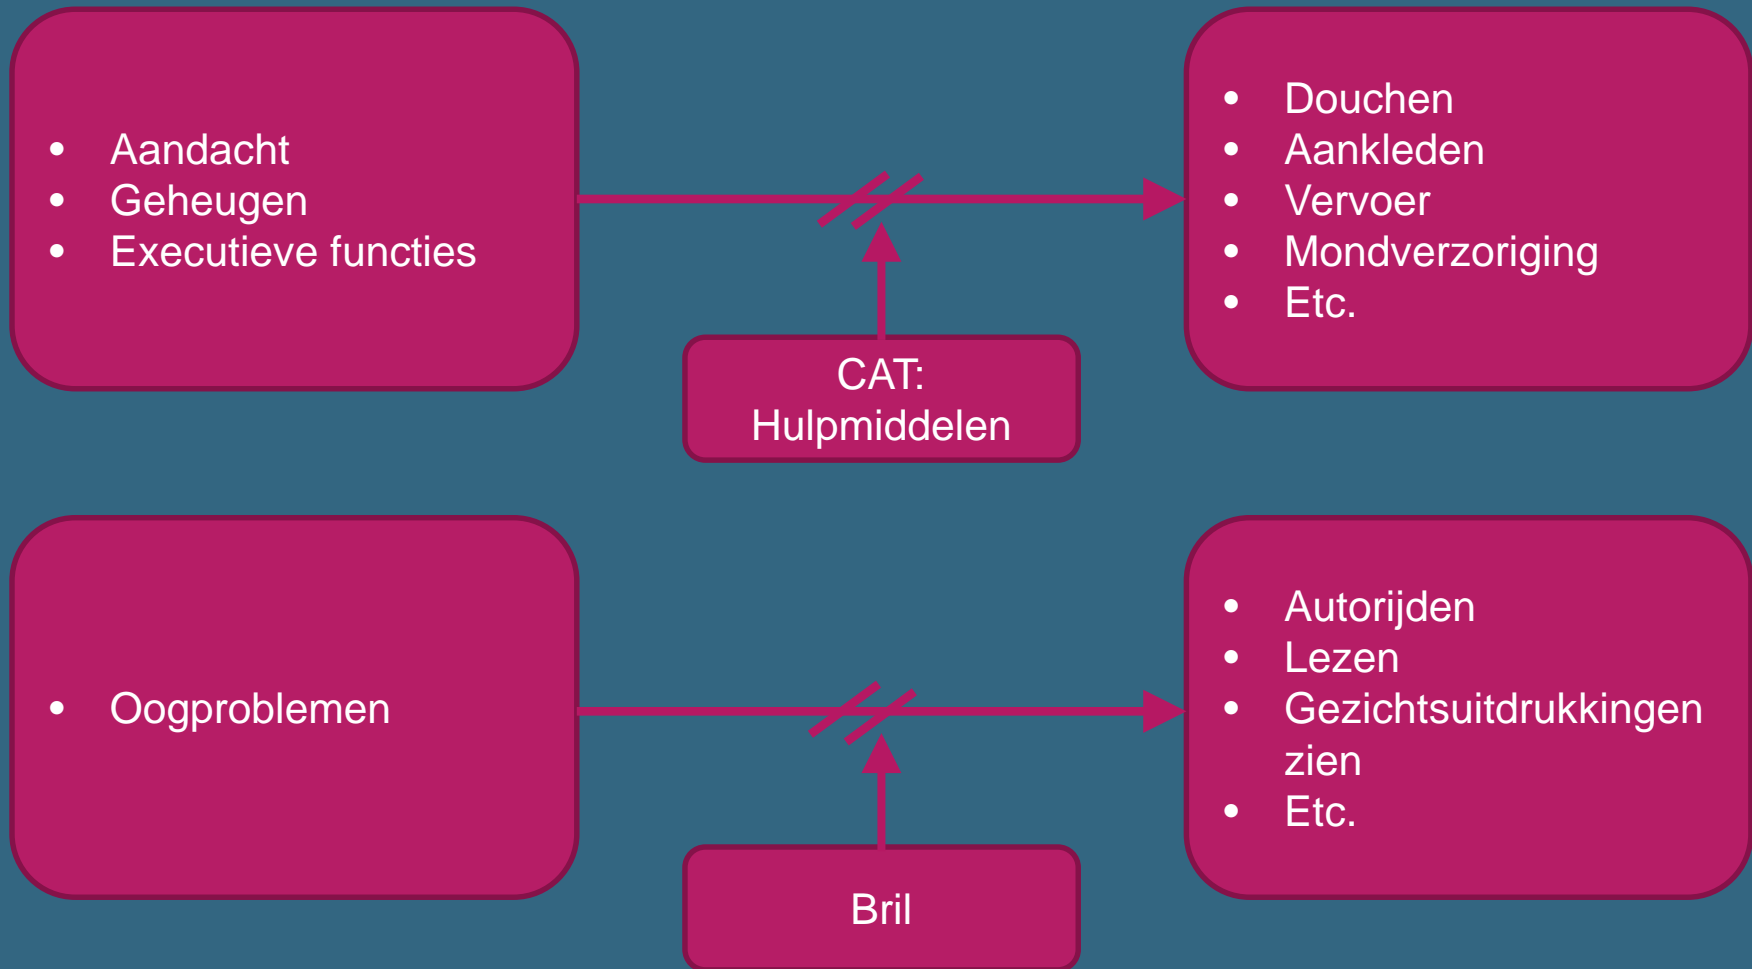 • Aandacht
• Geheugen
• Executieve functies
• Douchen
• Aankleden
• Vervoer
• Mondverzoriging
• Etc.
CAT:
Hulpmiddelen
• Oogproblemen
• Autorijden
• Lezen
• Gezichtsuitdrukkingen
zien
• Etc.
Bril